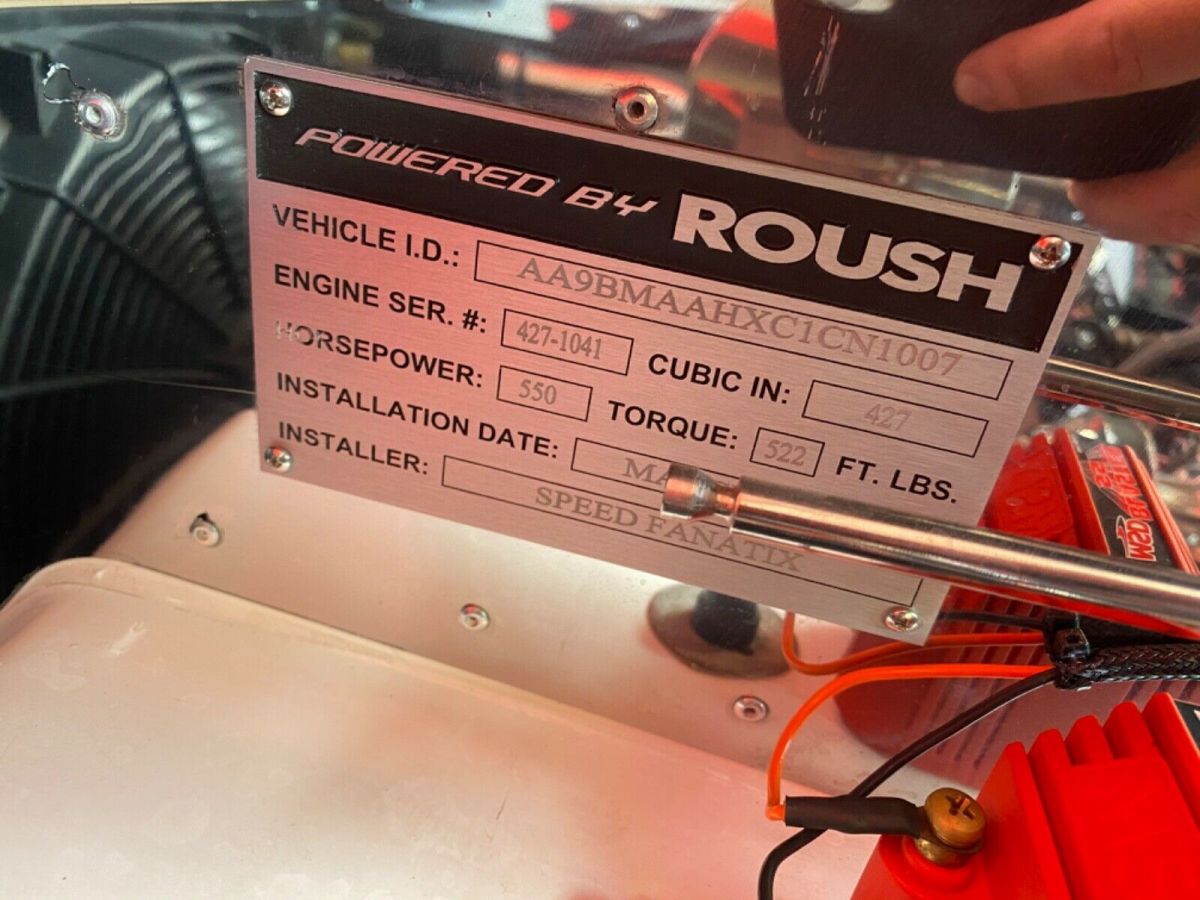 POWERED BY ROUSH
VEHICLE I.D.: AA9BMAAHXC1CN1007
ENGINE SER. #: 427-1041 CUBIC IN: 427
HORSEPOWER: 550 TORQUE: 522 FT. LBS.
INSTALLATION DATE:
INSTALLER: SPEED FANATIX